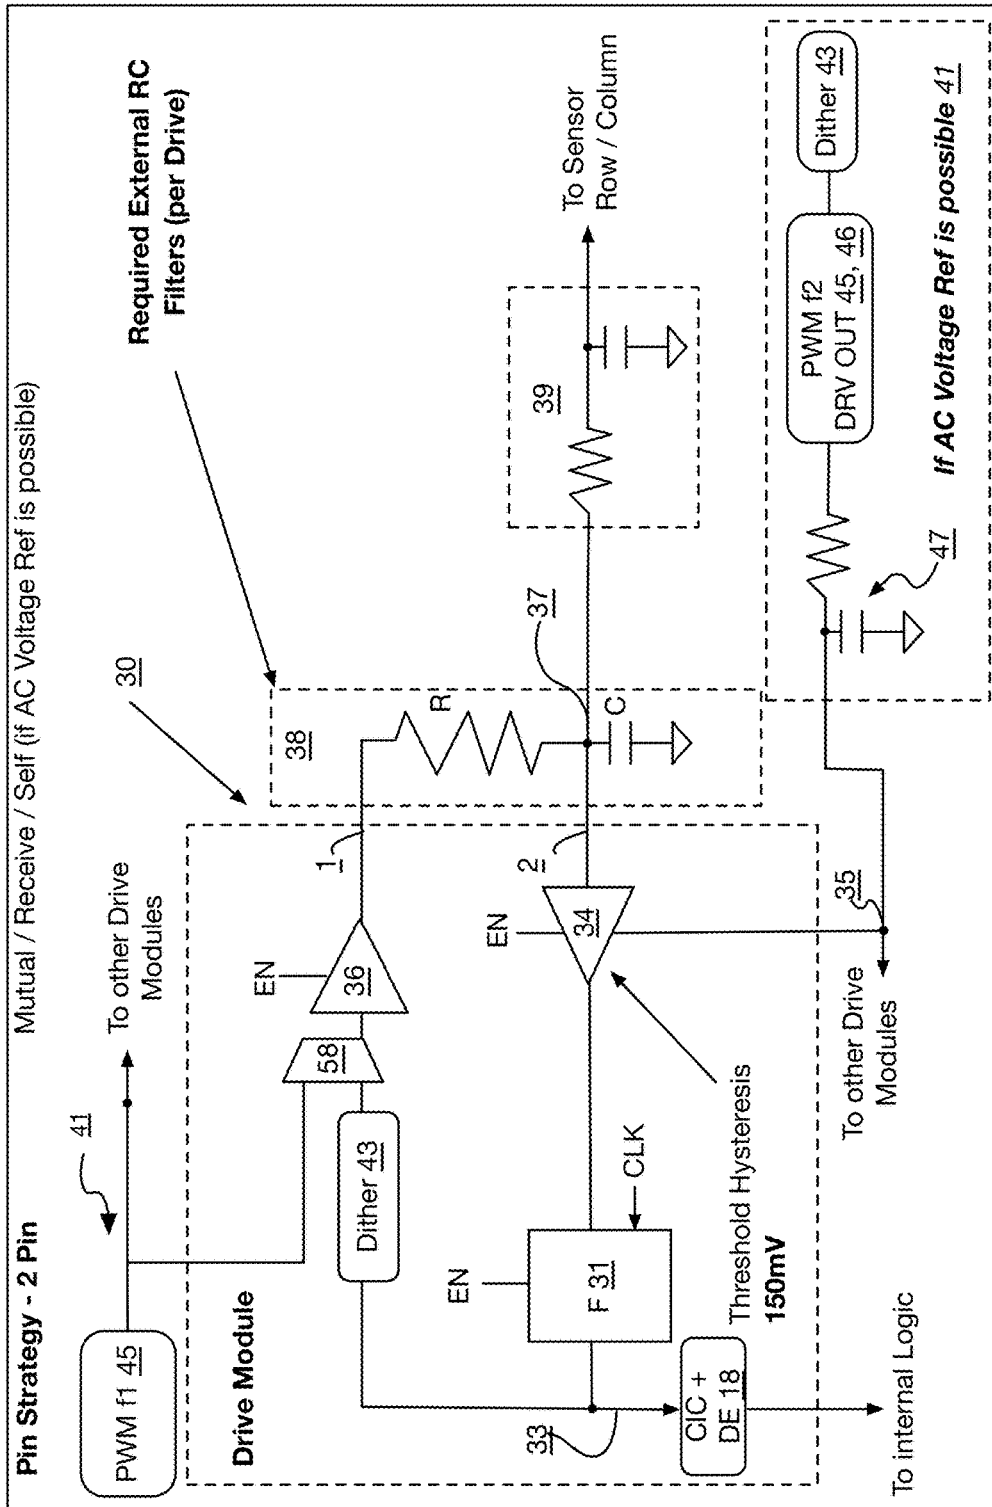 Pin Strategy - 2 Pin
Mutual / Receive / Self (if AC Voltage Ref is possible)
PWM f1 45
41
To other Drive
Modules
30
Required External RC
Filters (per Drive)
Drive Module
Dither 43
58
EN
36
1
38
R
37
C
39
To Sensor
Row / Column
EN
F 31
CLK
EN
34
2
33
CIC +
DE 18
To internal Logic
Threshold Hysteresis
150mV
35
To other Drive
Modules
47
PWM f2
DRV OUT 45, 46
Dither 43
If AC Voltage Ref is possible 41